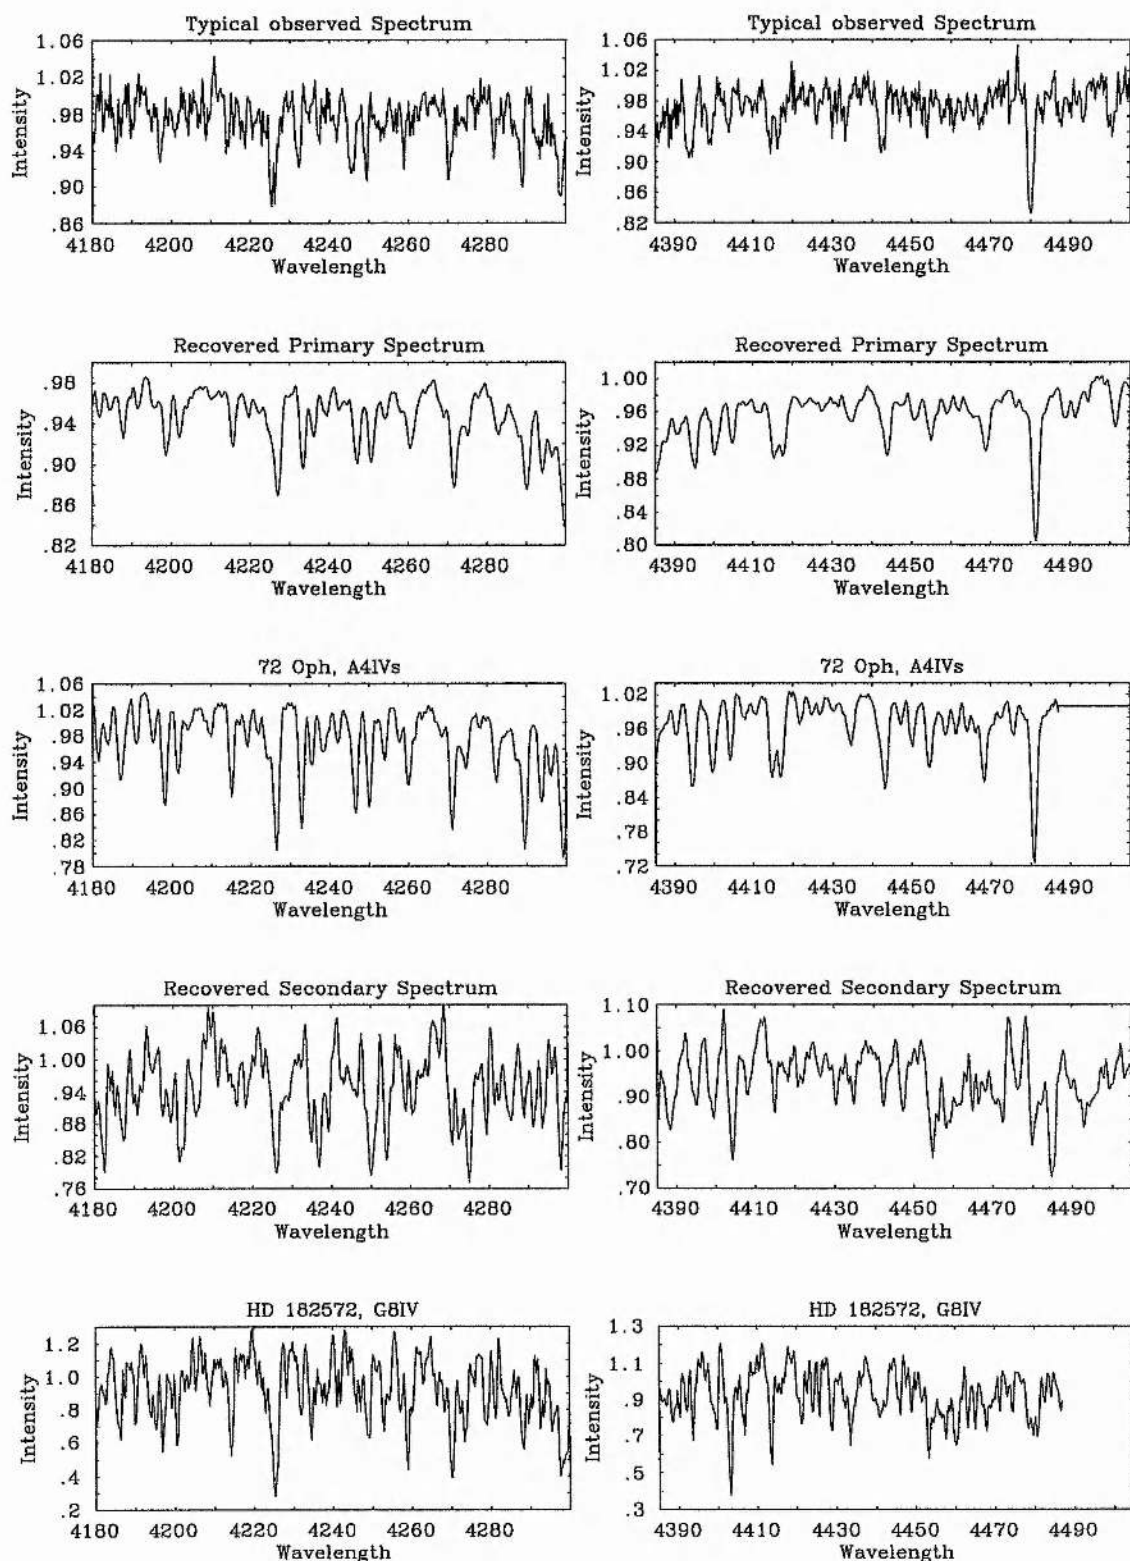 Typical observed Spectrum
1.06
1.02
.98
.94
.90
.86
Intensity
4180 4200 4220 4240 4260 4280
Wavelength
Typical observed Spectrum
1.06
1.02
.98
.94
.90
.86
.82
Intensity
4390 4410 4430 4450 4470 4490
Wavelength
Recovered Primary Spectrum
.98
.94
.90
.86
.82
Intensity
4180 4200 4220 4240 4260 4280
Wavelength
Recovered Primary Spectrum
1.00
.96
.92
.88
.84
.80
Intensity
4390 4410 4430 4450 4470 4490
Wavelength
72 Oph, A4IVs
1.06
1.02
.98
.94
.90
.86
.82
.78
Intensity
4180 4200 4220 4240 4260 4280
Wavelength
72 Oph, A4IVs
1.02
.96
.90
.84
.78
.72
Intensity
4390 4410 4430 4450 4470 4490
Wavelength
Recovered Secondary Spectrum
1.06
1.00
.94
.88
.82
.76
Intensity
4180 4200 4220 4240 4260 4280
Wavelength
Recovered Secondary Spectrum
1.10
1.00
.90
.80
.70
Intensity
4390 4410 4430 4450 4470 4490
Wavelength
HD 182572, G8IV
1.2
1.0
.8
.6
.4
.2
Intensity
4180 4200 4220 4240 4260 4280
Wavelength
HD 182572, G8IV
1.3
1.1
.9
.7
.5
.3
Intensity
4390 4410 4430 4450 4470 4490
Wavelength